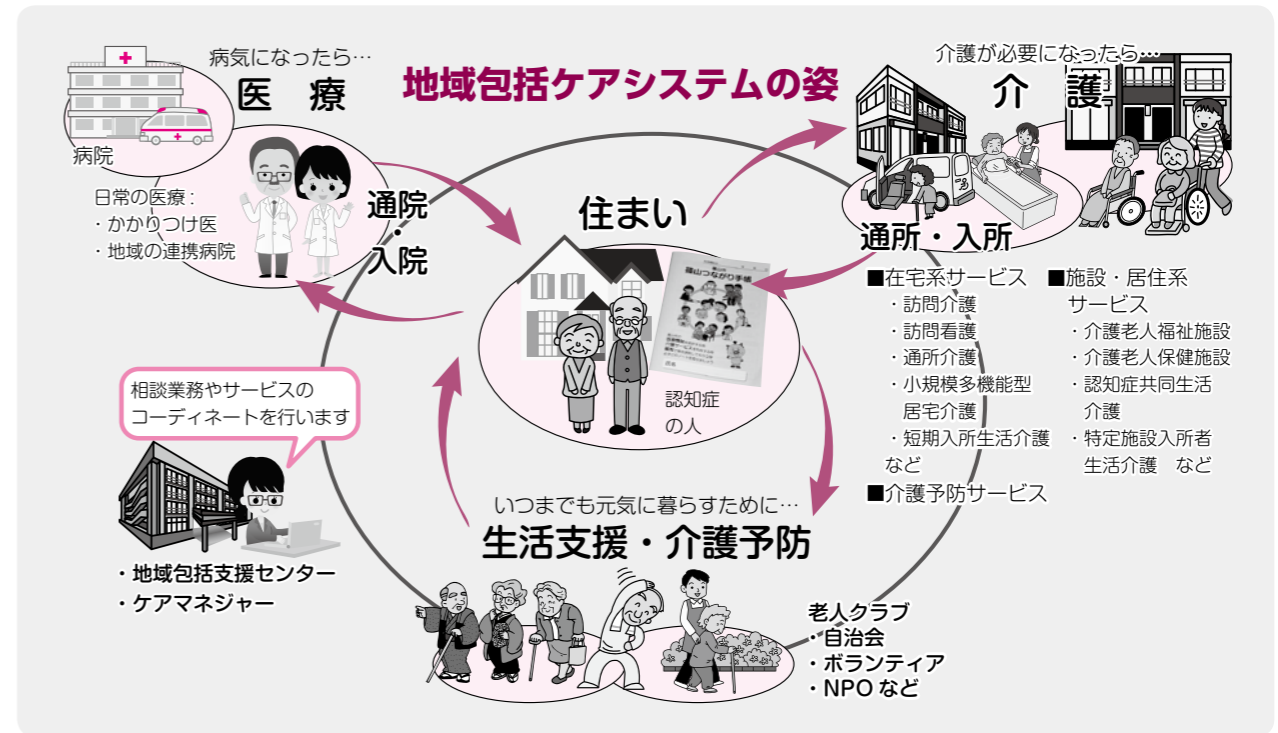 地域包括ケアシステムの姿
病気になったら…
医 療
病院
日常の医療:
・かかりつけ医
・地域の連携病院
通院
・
入院
住まい
篠山つながり手帳
認知症
の人
介護が必要になったら…
介 護
通所・入所
■在宅系サービス
・訪問介護
・訪問看護
・通所介護
・小規模多機能型
居宅介護
・短期入所生活介護
など
■介護予防サービス
■施設・居住系
サービス
・介護老人福祉施設
・介護老人保健施設
・認知症共同生活
介護
・特定施設入所者
生活介護 など
相談業務やサービスの
コーディネートを行います
・地域包括支援センター
・ケアマネジャー
いつまでも元気に暮らすために…
生活支援・介護予防
老人クラブ
・自治会
・ボランティア
・NPO など